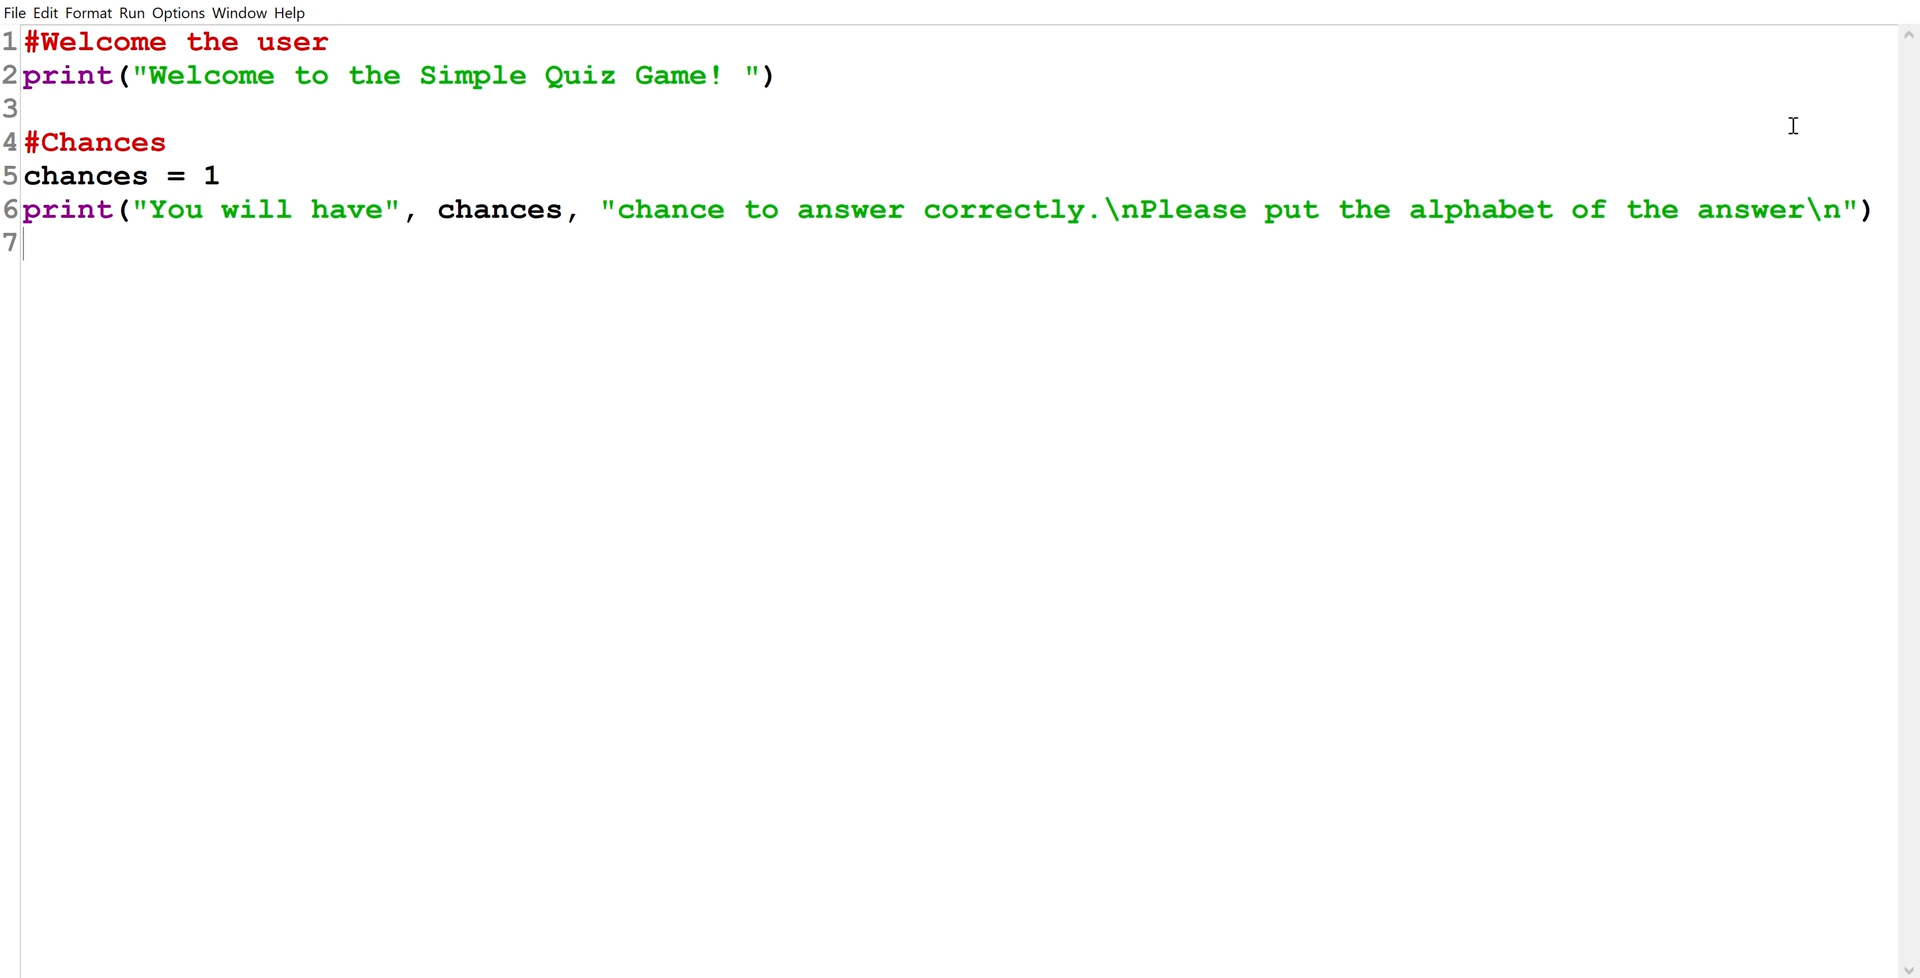 File Edit Format Run Options Window Help
1 #Welcome the user
2 print("Welcome to the Simple Quiz Game! ")
3
4 #Chances
5 chances = 1
6 print("You will have", chances, "chance to answer correctly.\nPlease put the alphabet of the answer\n")
7